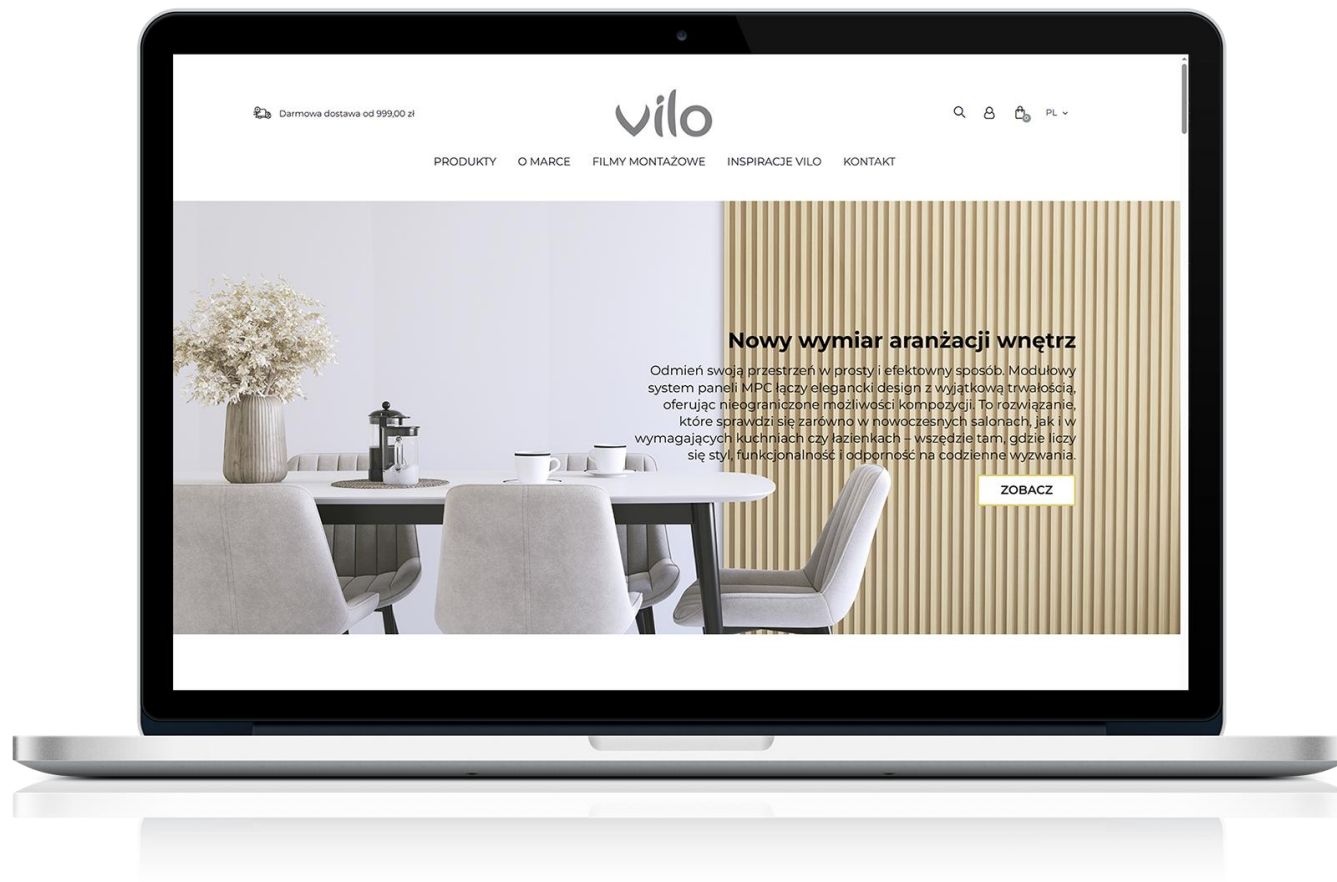 Darmowa dostawa od 999,00 zł
vilo
0
PL
PRODUKTY O MARCE FILMY MONTAŻOWE INSPIRACJE VILO KONTAKT
Nowy wymiar aranżacji wnętrz
Odmień swoją przestrzeń w prosty i efektowny sposób. Modułowy
system paneli MPC łączy elegancki design z wyjątkową trwałością,
oferując nieograniczone możliwości kompozycji. To rozwiązanie,
które sprawdzi się zarówno w nowoczesnych salonach, jak i w
wymagających kuchniach czy łazienkach – wszędzie tam, gdzie liczy
się styl, funkcjonalność i odporność na codzienne wyzwania.
ZOBACZ